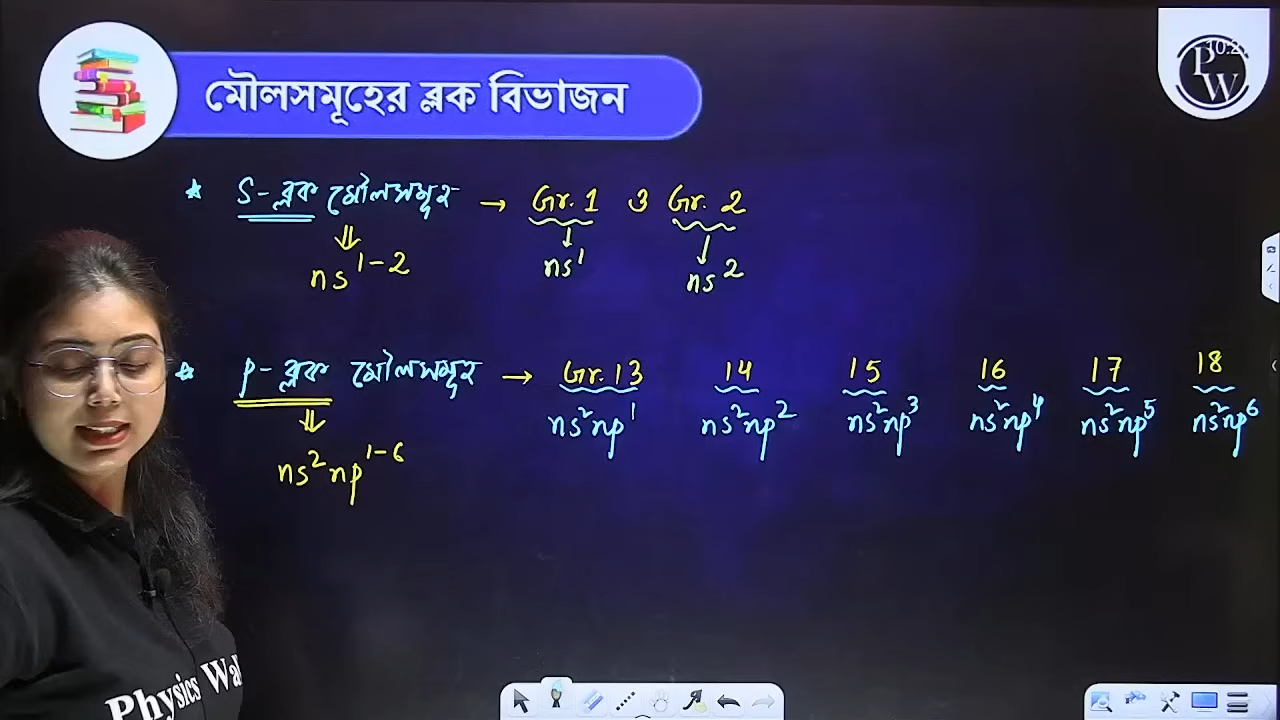 মৌলসমূহের ব্লক বিভাজন
PW
* S-ব্লক মৌলসমূহ → Gr. 1 ও Gr. 2
⇓ ↓ ↓
ns¹⁻² ns¹ ns²
* p-ব্লক মৌলসমূহ → Gr. 13 14 15 16 17 18
⇓ ns²np¹ ns²np² ns²np³ ns²np⁴ ns²np⁵ ns²np⁶
ns²np¹⁻⁶
Physics Wal